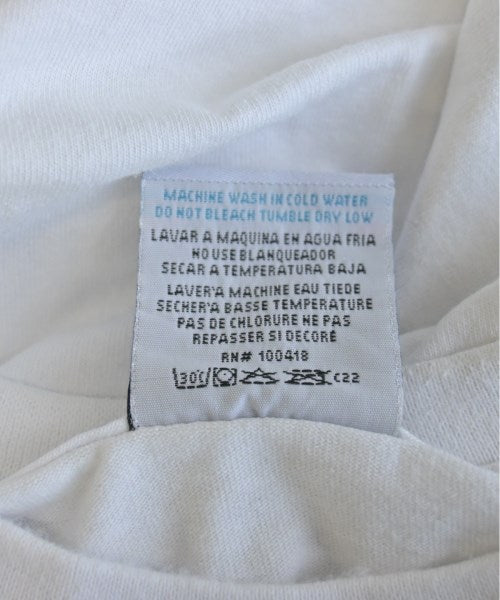 MACHINE WASH IN COLD WATER
DO NOT BLEACH TUMBLE DRY LOW
LAVAR A MAQUINA EN AGUA FRIA
NO USE BLANQUEADOR
SECAR A TEMPERATURA BAJA
LAVER'A MACHINE EAU TIEDE
SECHER'A BASSE TEMPERATURE
PAS DE CHLORURE NE PAS
REPASSER SI DECORÉ
RN# 100418
30℃ C22